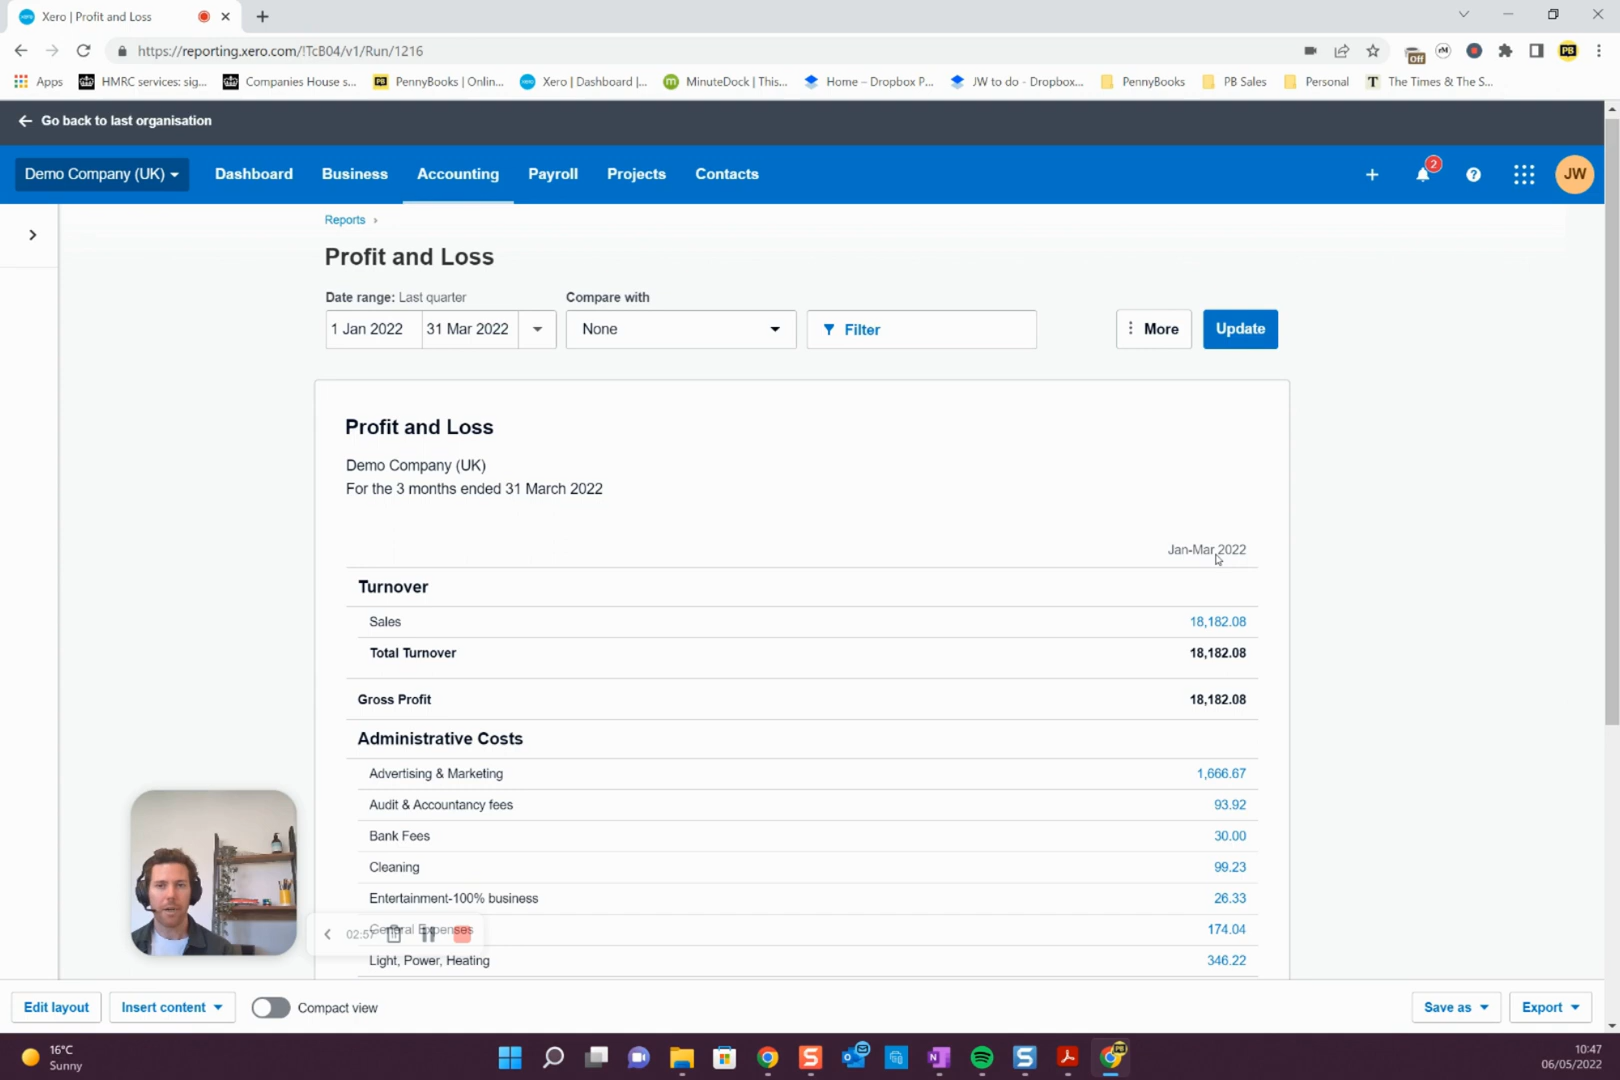 Xero | Profit and Loss
https://reporting.xero.com/!TcB04/v1/Run/1216
Off
PB
Apps
HMRC services: sig...
Companies House s...
PennyBooks | Onlin...
Xero | Dashboard |...
MinuteDock | This...
Home – Dropbox P...
JW to do - Dropbox...
PennyBooks
PB Sales
Personal
The Times & The S...
Go back to last organisation
Demo Company (UK)
Dashboard
Business
Accounting
Payroll
Projects
Contacts
2
JW
Reports
Profit and Loss
Date range: Last quarter
Compare with
1 Jan 2022
31 Mar 2022
None
Filter
More
Update
Profit and Loss
Demo Company (UK)
For the 3 months ended 31 March 2022
Jan-Mar 2022
Turnover
Sales 18,182.08
Total Turnover 18,182.08
Gross Profit 18,182.08
Administrative Costs
Advertising & Marketing 1,666.67
Audit & Accountancy fees 93.92
Bank Fees 30.00
Cleaning 99.23
Entertainment-100% business 26.33
General Expenses 174.04
02:57
Light, Power, Heating 346.22
Edit layout
Insert content
Compact view
Save as
Export
16°C
Sunny
10:47
06/05/2022